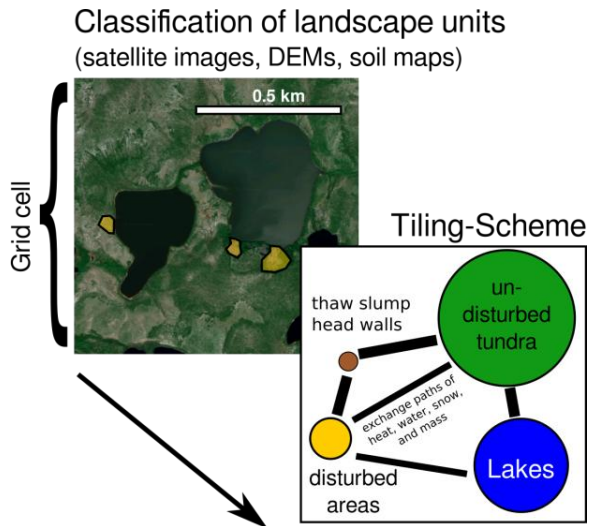 Classification of landscape units
(satellite images, DEMs, soil maps)
0.5 km
Grid cell
Tiling-Scheme
un-
disturbed
tundra
thaw slump
head walls
exchange paths of
heat, water, snow,
and mass
disturbed
areas
Lakes